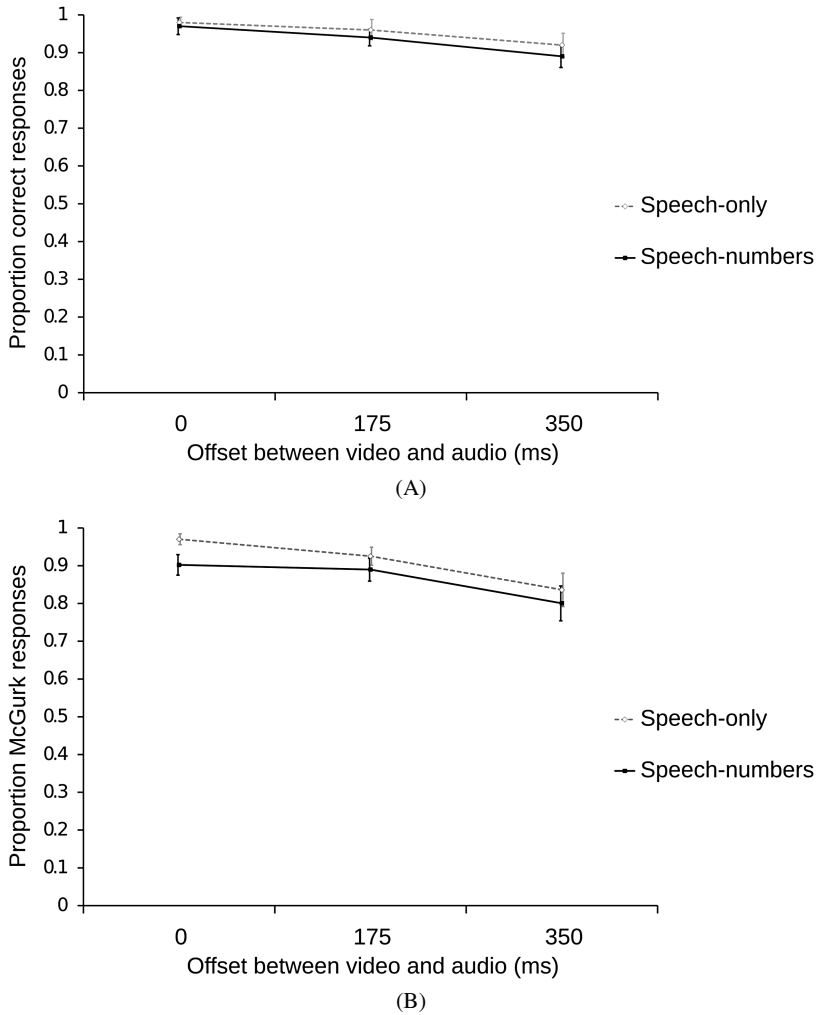 Proportion correct responses
1
0.9
0.8
0.7
0.6
0.5
0.4
0.3
0.2
0.1
0
0 175 350
Offset between video and audio (ms)
Speech-only
Speech-numbers
(A)
Proportion McGurk responses
1
0.9
0.8
0.7
0.6
0.5
0.4
0.3
0.2
0.1
0
0 175 350
Offset between video and audio (ms)
Speech-only
Speech-numbers
(B)